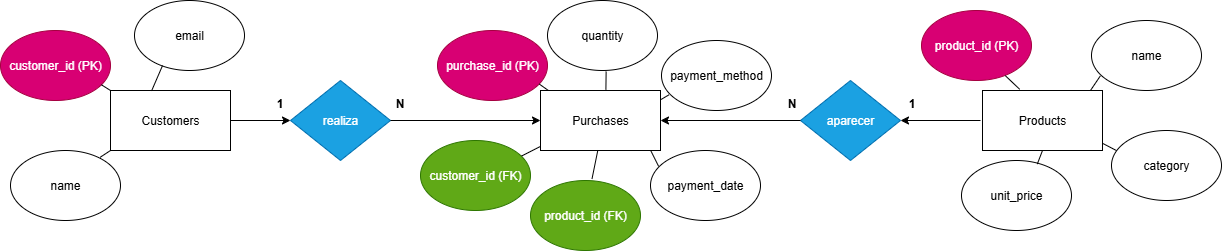 email
customer_id (PK)
Customers
name
1
realiza
N
quantity
purchase_id (PK)
payment_method
Purchases
customer_id (FK)
product_id (FK)
payment_date
N
aparecer
1
product_id (PK)
name
Products
category
unit_price